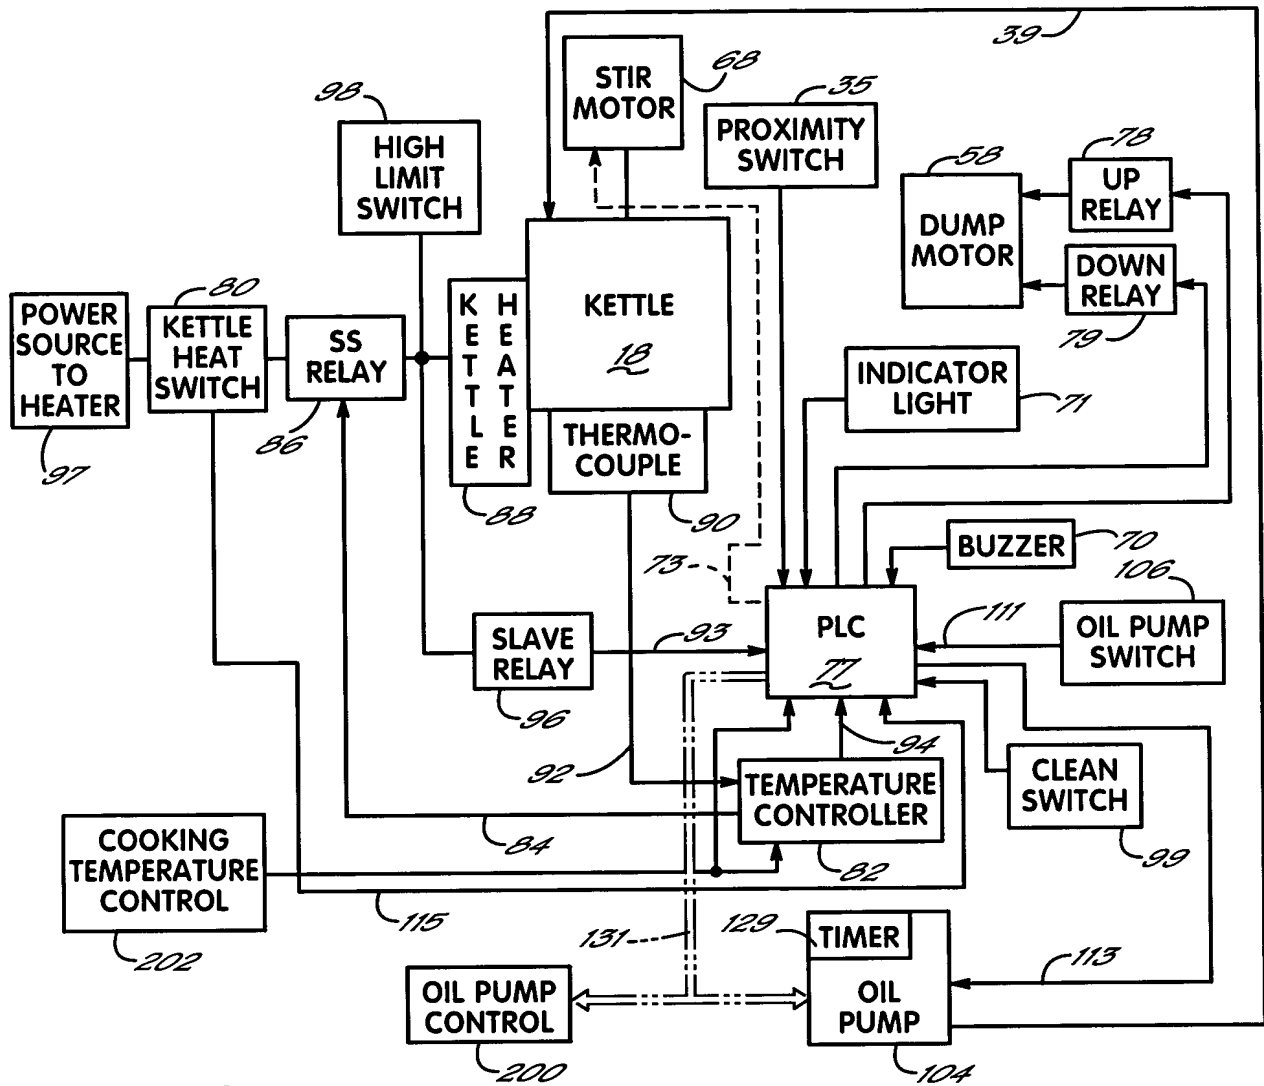 39
STIR
MOTOR
68
98
HIGH
LIMIT
SWITCH
35
PROXIMITY
SWITCH
58
DUMP
MOTOR
78
UP
RELAY
DOWN
RELAY
79
POWER
SOURCE
TO
HEATER
97
80
KETTLE
HEAT
SWITCH
SS
RELAY
86
KETTLE
HEATER
88
KETTLE
18
THERMO-
COUPLE
90
INDICATOR
LIGHT
71
BUZZER
70
73
106
OIL PUMP
SWITCH
111
PLC
77
SLAVE
RELAY
93
96
92
94
TEMPERATURE
CONTROLLER
82
84
CLEAN
SWITCH
99
COOKING
TEMPERATURE
CONTROL
202
115
131
129
TIMER
OIL
PUMP
104
113
OIL PUMP
CONTROL
200